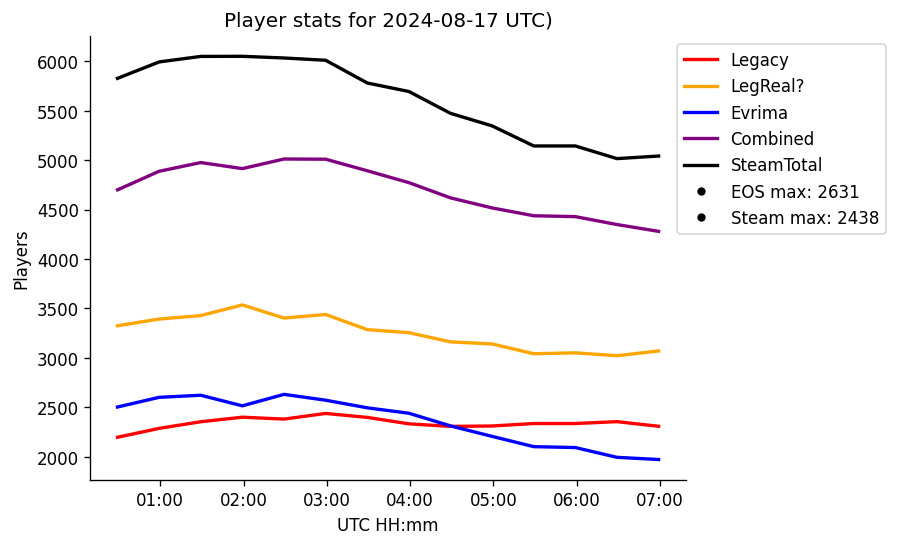 Player stats for 2024-08-17 UTC)
Legacy
LegReal?
Evrima
Combined
SteamTotal
EOS max: 2631
Steam max: 2438
Players
6000
5500
5000
4500
4000
3500
3000
2500
2000
01:00 02:00 03:00 04:00 05:00 06:00 07:00
UTC HH:mm